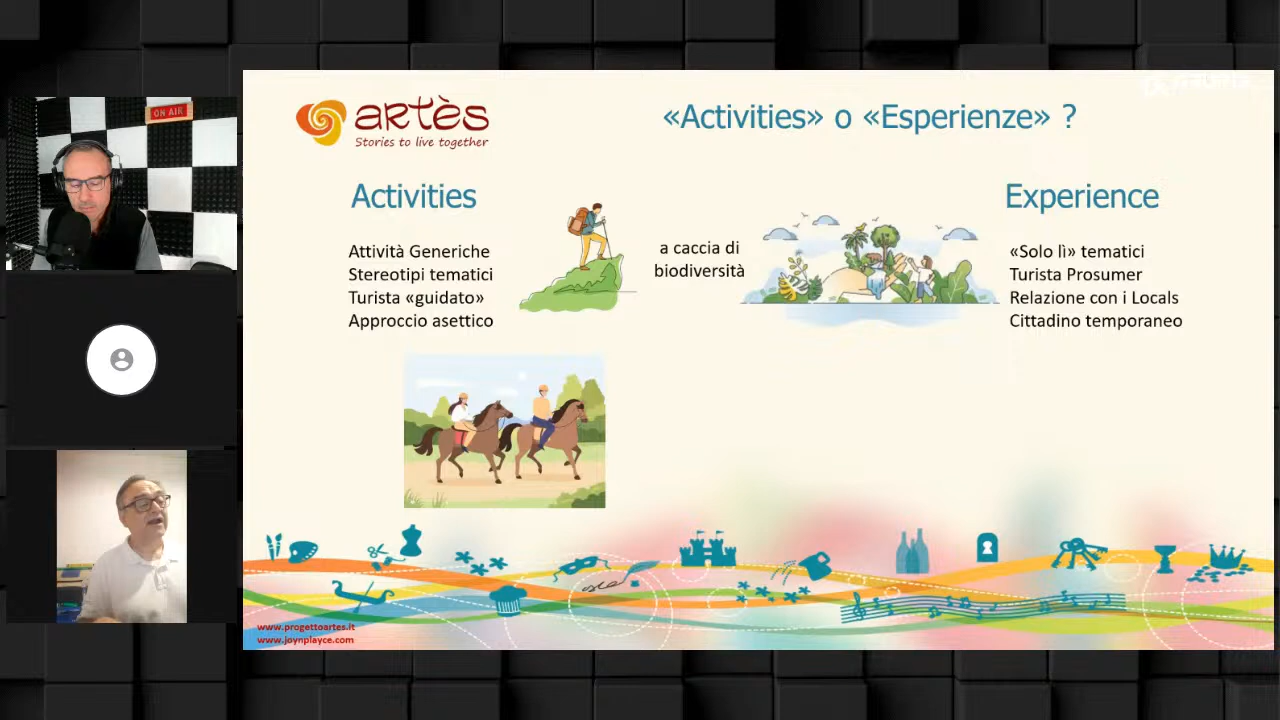 ON AIR
artès
Stories to live together
«Activities» o «Esperienze» ?
Activities
Attività Generiche
Stereotipi tematici
Turista «guidato»
Approccio asettico
a caccia di
biodiversità
Experience
«Solo lì» tematici
Turista Prosumer
Relazione con i Locals
Cittadino temporaneo
www.progettoartes.it
www.joynplayce.com